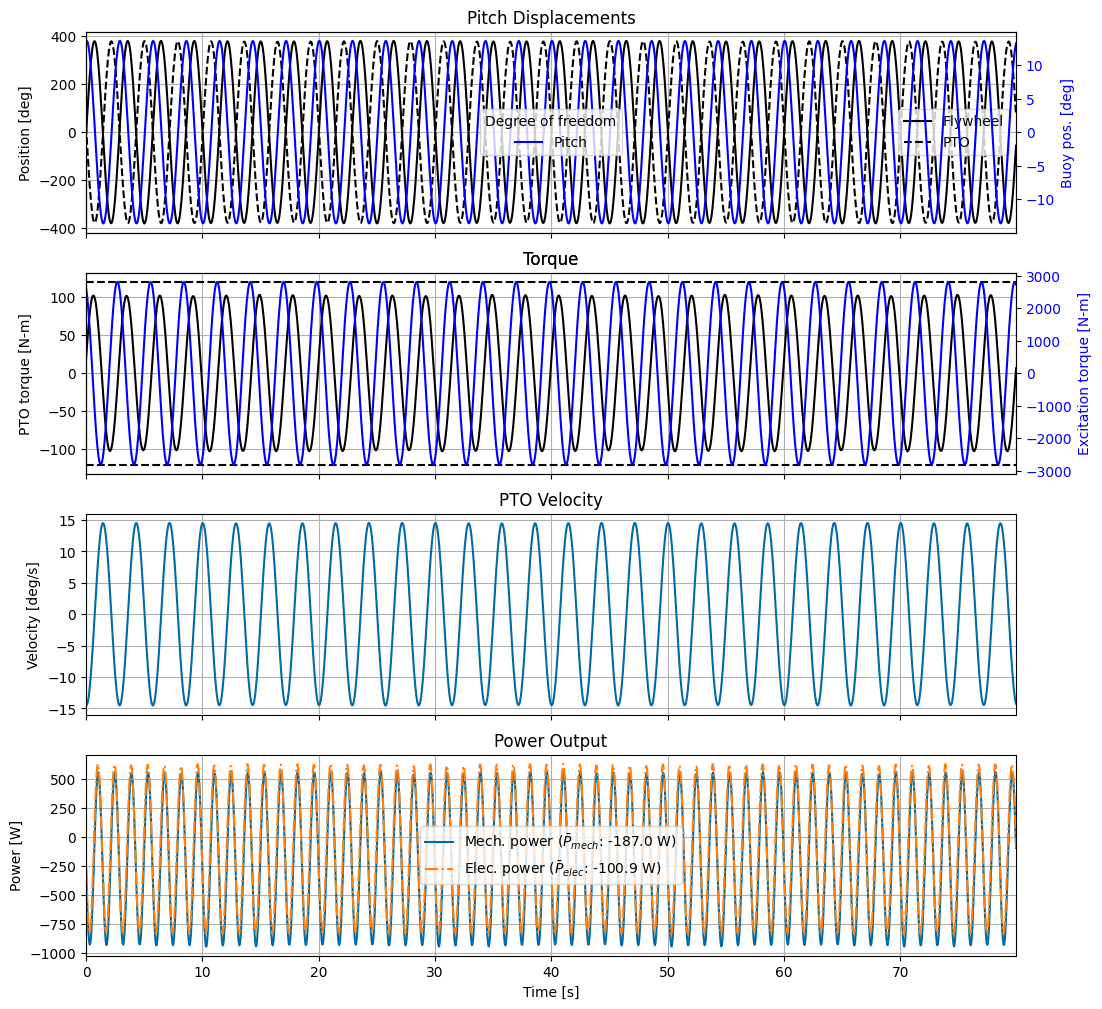 Pitch Displacements
400
200
0
−200
−400
Position [deg]
10
5
0
−5
−10
Buoy pos. [deg]
Degree of freedom
Pitch
Flywheel
PTO
Torque
100
50
0
−50
−100
PTO torque [N-m]
3000
2000
1000
0
−1000
−2000
−3000
Excitation torque [N-m]
PTO Velocity
15
10
5
0
−5
−10
−15
Velocity [deg/s]
Power Output
500
250
0
−250
−500
−750
−1000
Power [W]
Mech. power (P̄mech: -187.0 W)
Elec. power (P̄elec: -100.9 W)
0 10 20 30 40 50 60 70
Time [s]